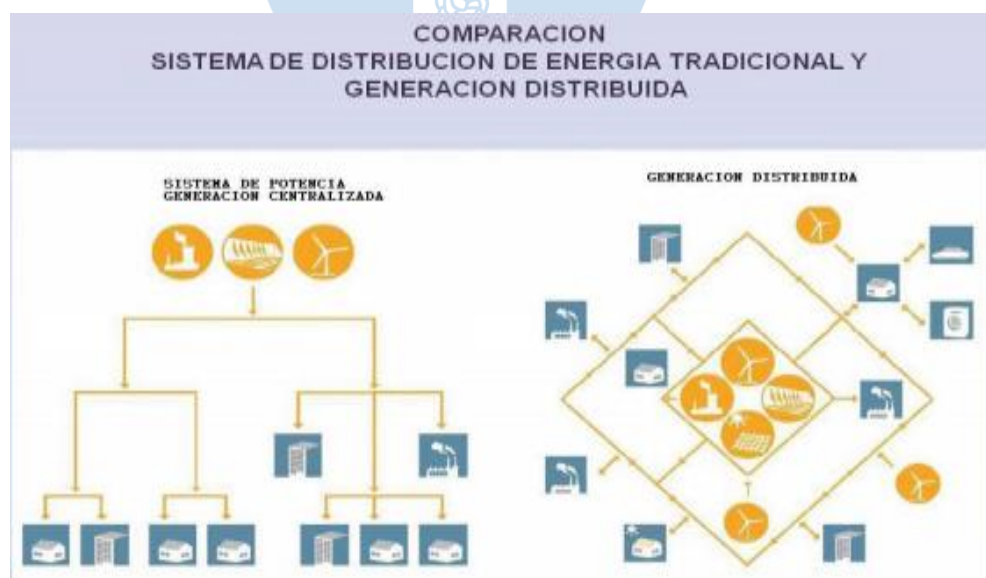 COMPARACION
SISTEMA DE DISTRIBUCION DE ENERGIA TRADICIONAL Y
GENERACION DISTRIBUIDA
SISTEMA DE POTENCIA
GENERACION CENTRALIZADA
GENERACION DISTRIBUIDA